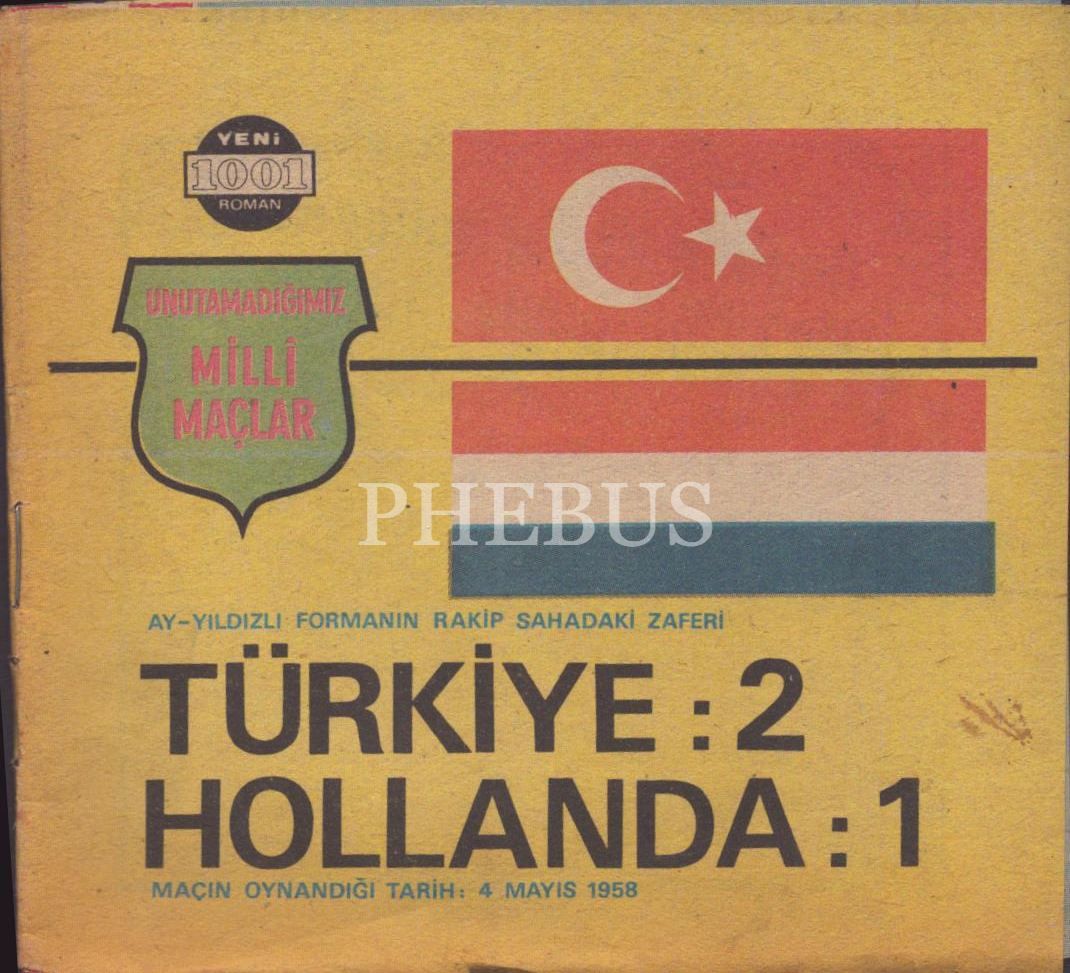 YENİ
1001
ROMAN
UNUTAMADIĞIMIZ
MİLLÎ
MAÇLAR
PHEBUS
AY-YILDIZLI FORMANIN RAKİP SAHADAKİ ZAFERİ
TÜRKİYE : 2
HOLLANDA : 1
MAÇIN OYNANDIĞI TARİH: 4 MAYIS 1958